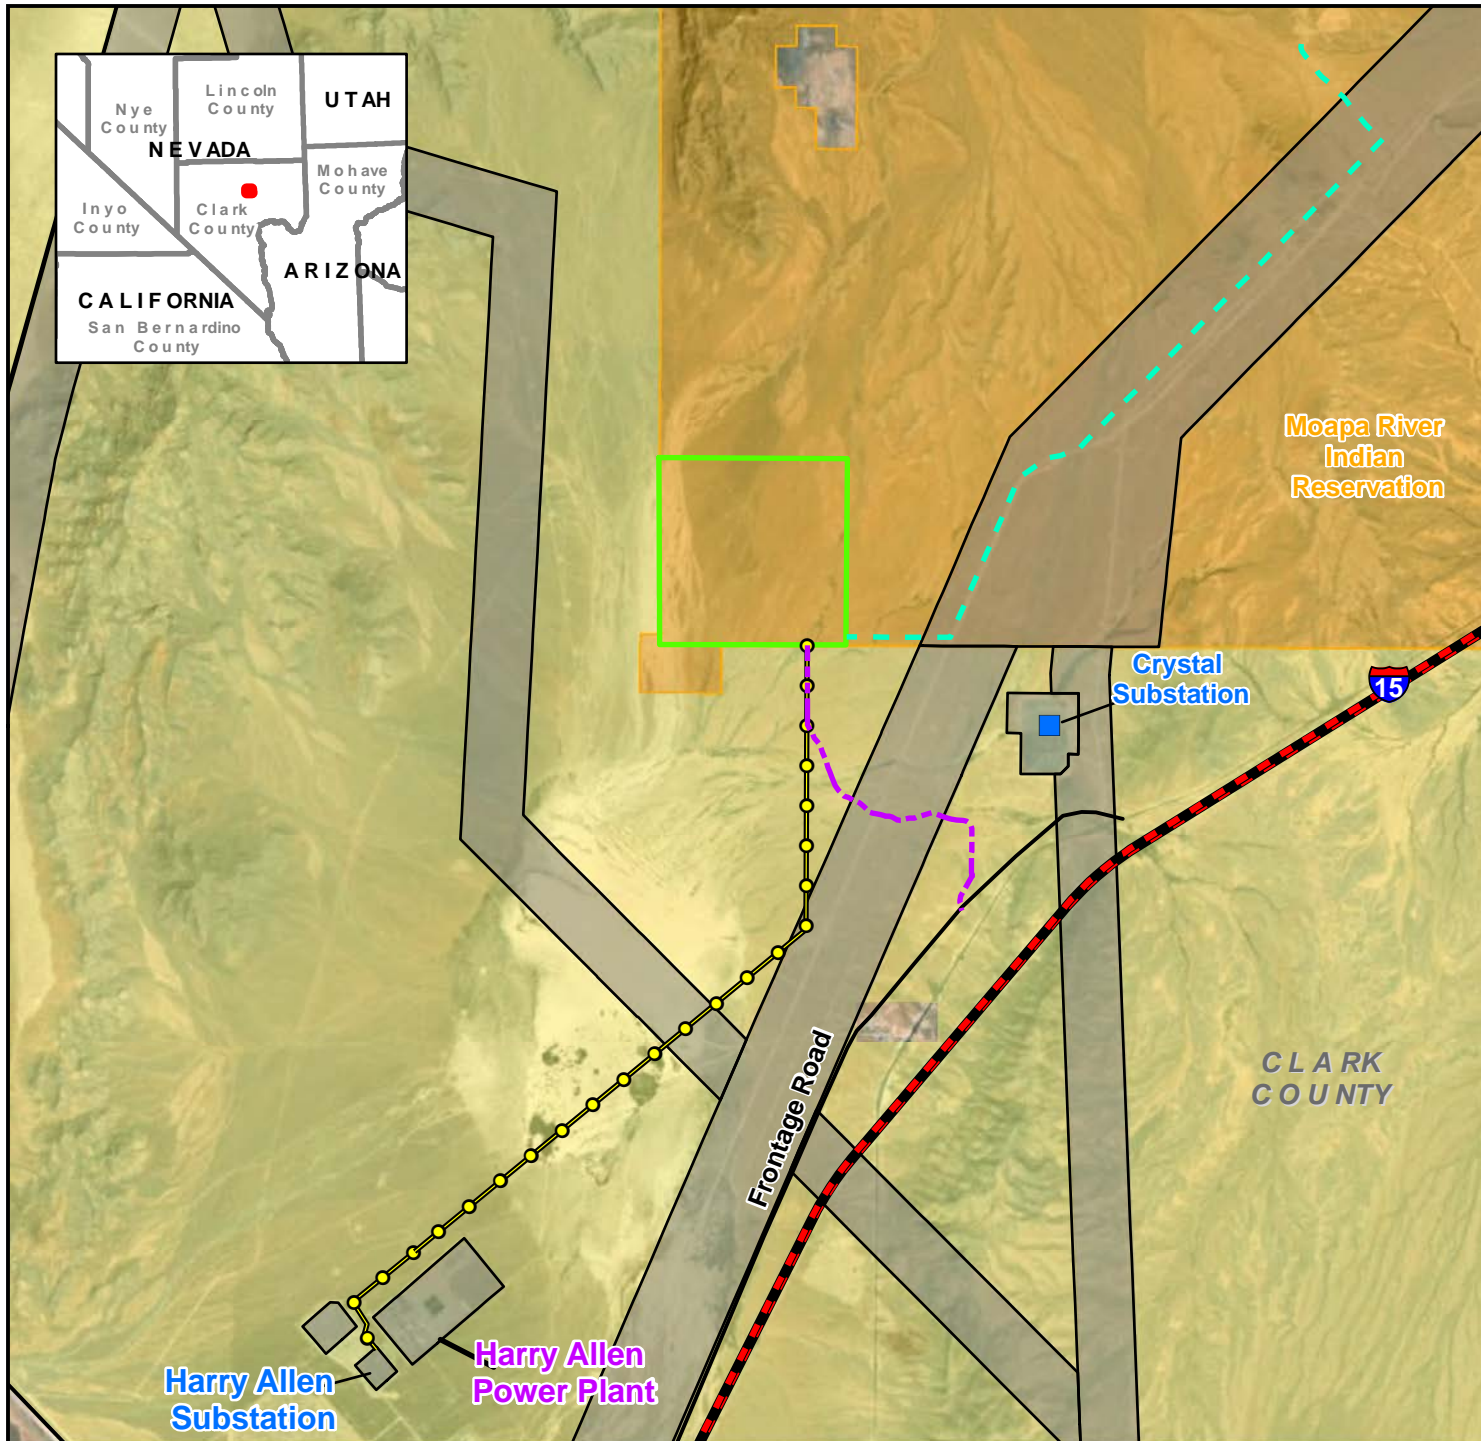 Lincoln
County
UTAH
Nye
County
NEVADA
Mohave
County
Inyo
County
Clark
County
ARIZONA
CALIFORNIA
San Bernardino
County
Moapa River
Indian
Reservation
Crystal
Substation
15
CLARK
COUNTY
Frontage Road
Harry Allen
Power Plant
Harry Allen
Substation